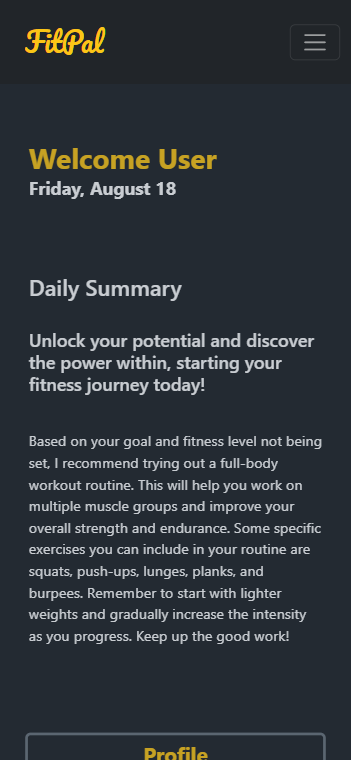 FitPal
Welcome User
Friday, August 18
Daily Summary
Unlock your potential and discover
the power within, starting your
fitness journey today!
Based on your goal and fitness level not being
set, I recommend trying out a full-body
workout routine. This will help you work on
multiple muscle groups and improve your
overall strength and endurance. Some specific
exercises you can include in your routine are
squats, push-ups, lunges, planks, and
burpees. Remember to start with lighter
weights and gradually increase the intensity
as you progress. Keep up the good work!
Profile